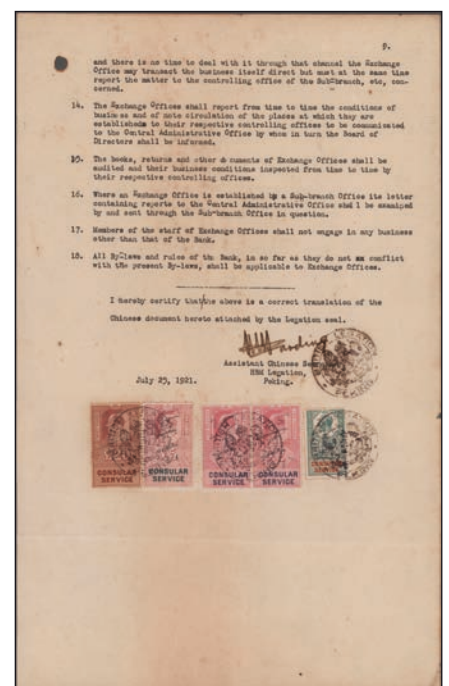 9.
and there is no time to deal with it through that channel the Exchange
Office may transact the business itself direct but must at the same time
report the matter to the controlling office of the Sub-branch, etc, con-
cerned.
14. The Exchange Offices shall report from time to time the conditions of
business and of note circulation of the places at which they are
established to their respective controlling offices to be communicated
to the Central Administrative Office by whom in turn the Board of
Directors shall be informed.
15. The books, returns and other documents of Exchange Offices shall be
audited and their business conditions inspected from time to time by
their respective controlling offices.
16. Where an Exchange Office is established by a Sub-branch Office its letter
containing reports to the Central Administrative Office shall be examined
by and sent through the Sub-branch Office in question.
17. Members of the staff of Exchange Offices shall not engage in any business
other than that of the Bank.
18. All By-laws and rules of the Bank, in so far as they do not conflict
with the present By-laws, shall be applicable to Exchange Offices.
I hereby certify that the above is a correct translation of the
Chinese document hereto attached by the Legation seal.
Harding
Assistant Chinese
HBM Legation,
Peking.
July 25, 1921.
CONSULAR SERVICE
CONSULAR SERVICE
CONSULAR SERVICE
CONSULAR SERVICE
CONSULAR SERVICE